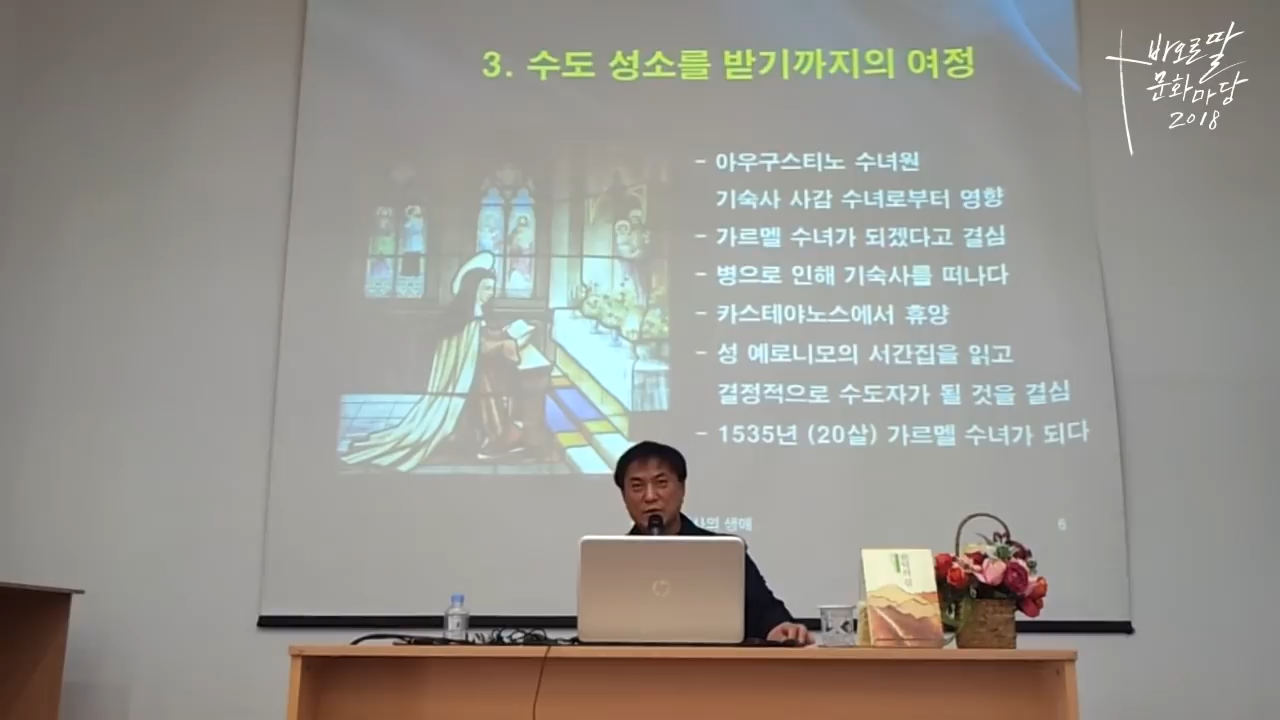 3. 수도 성소를 받기까지의 여정
바오로딸
문화마당
2018
- 아우구스티노 수녀원
기숙사 사감 수녀로부터 영향
- 가르멜 수녀가 되겠다고 결심
- 병으로 인해 기숙사를 떠나다
- 카스테야노스에서 휴양
- 성 예로니모의 서간집을 읽고
결정적으로 수도자가 될 것을 결심
- 1535년 (20살) 가르멜 수녀가 되다
생애
6
hp